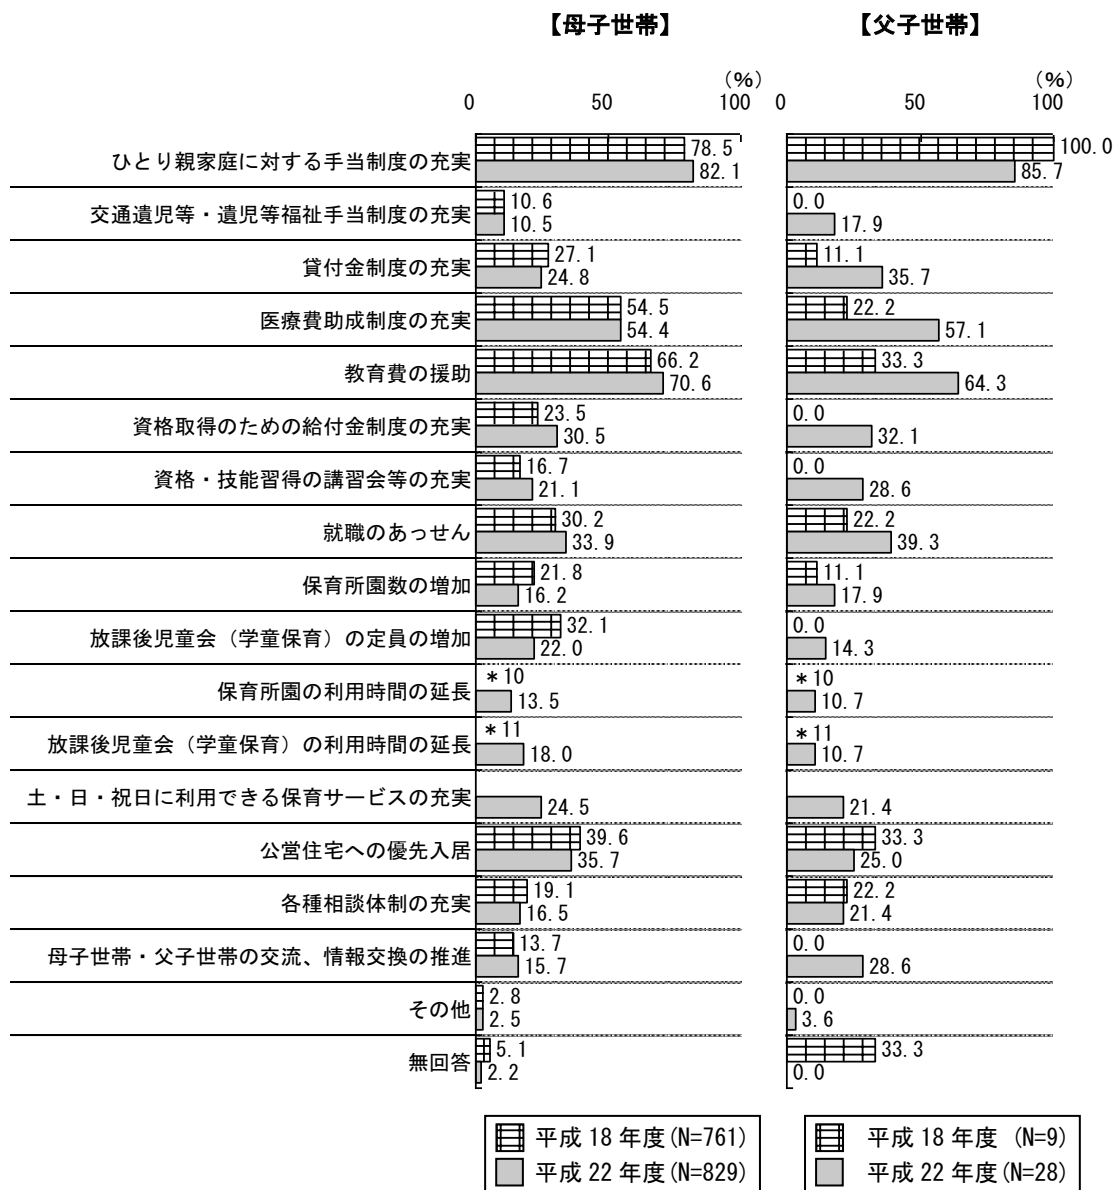 【母子世帯】 【父子世帯】
(%) (%)
0 50 100 0 50 100
ひとり親家庭に対する手当制度の充実 78.5 100.0
82.1 85.7
交通遺児等・遺児等福祉手当制度の充実 10.6 0.0
10.5 17.9
貸付金制度の充実 27.1 11.1
24.8 35.7
医療費助成制度の充実 54.5 22.2
54.4 57.1
教育費の援助 66.2 33.3
70.6 64.3
資格取得のための給付金制度の充実 23.5 0.0
30.5 32.1
資格・技能習得の講習会等の充実 16.7 0.0
21.1 28.6
就職のあっせん 30.2 22.2
33.9 39.3
保育所園数の増加 21.8 11.1
16.2 17.9
放課後児童会（学童保育）の定員の増加 32.1 0.0
22.0 14.3
保育所園の利用時間の延長 *10 *10
13.5 10.7
放課後児童会（学童保育）の利用時間の延長 *11 *11
18.0 10.7
土・日・祝日に利用できる保育サービスの充実 24.5 21.4
公営住宅への優先入居 39.6 33.3
35.7 25.0
各種相談体制の充実 19.1 22.2
16.5 21.4
母子世帯・父子世帯の交流、情報交換の推進 13.7 0.0
15.7 28.6
その他 2.8 0.0
2.5 3.6
無回答 5.1 33.3
2.2 0.0
平成 18 年度(N=761) 平成 18 年度 (N=9)
平成 22 年度(N=829) 平成 22 年度(N=28)